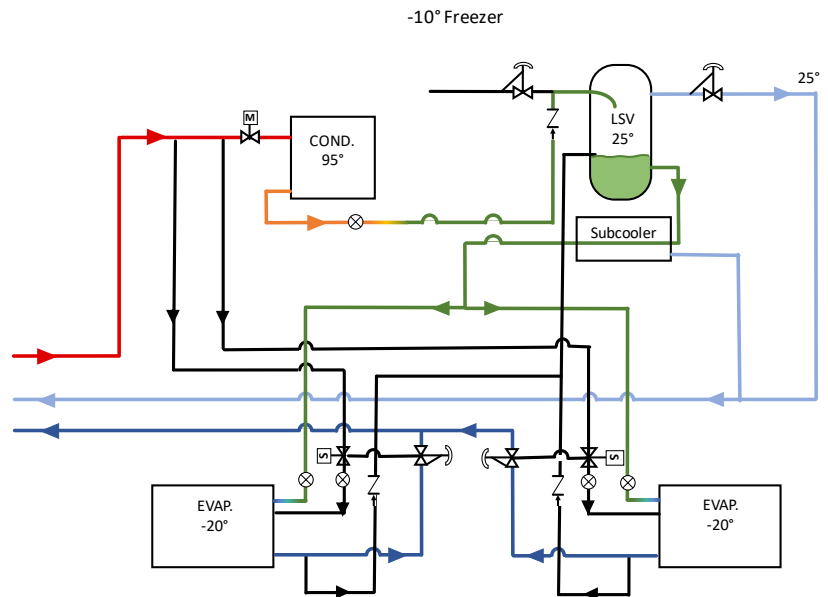 -10° Freezer
25°
LSV
25°
M
COND.
95°
Subcooler
S
S
EVAP.
-20°
EVAP.
-20°